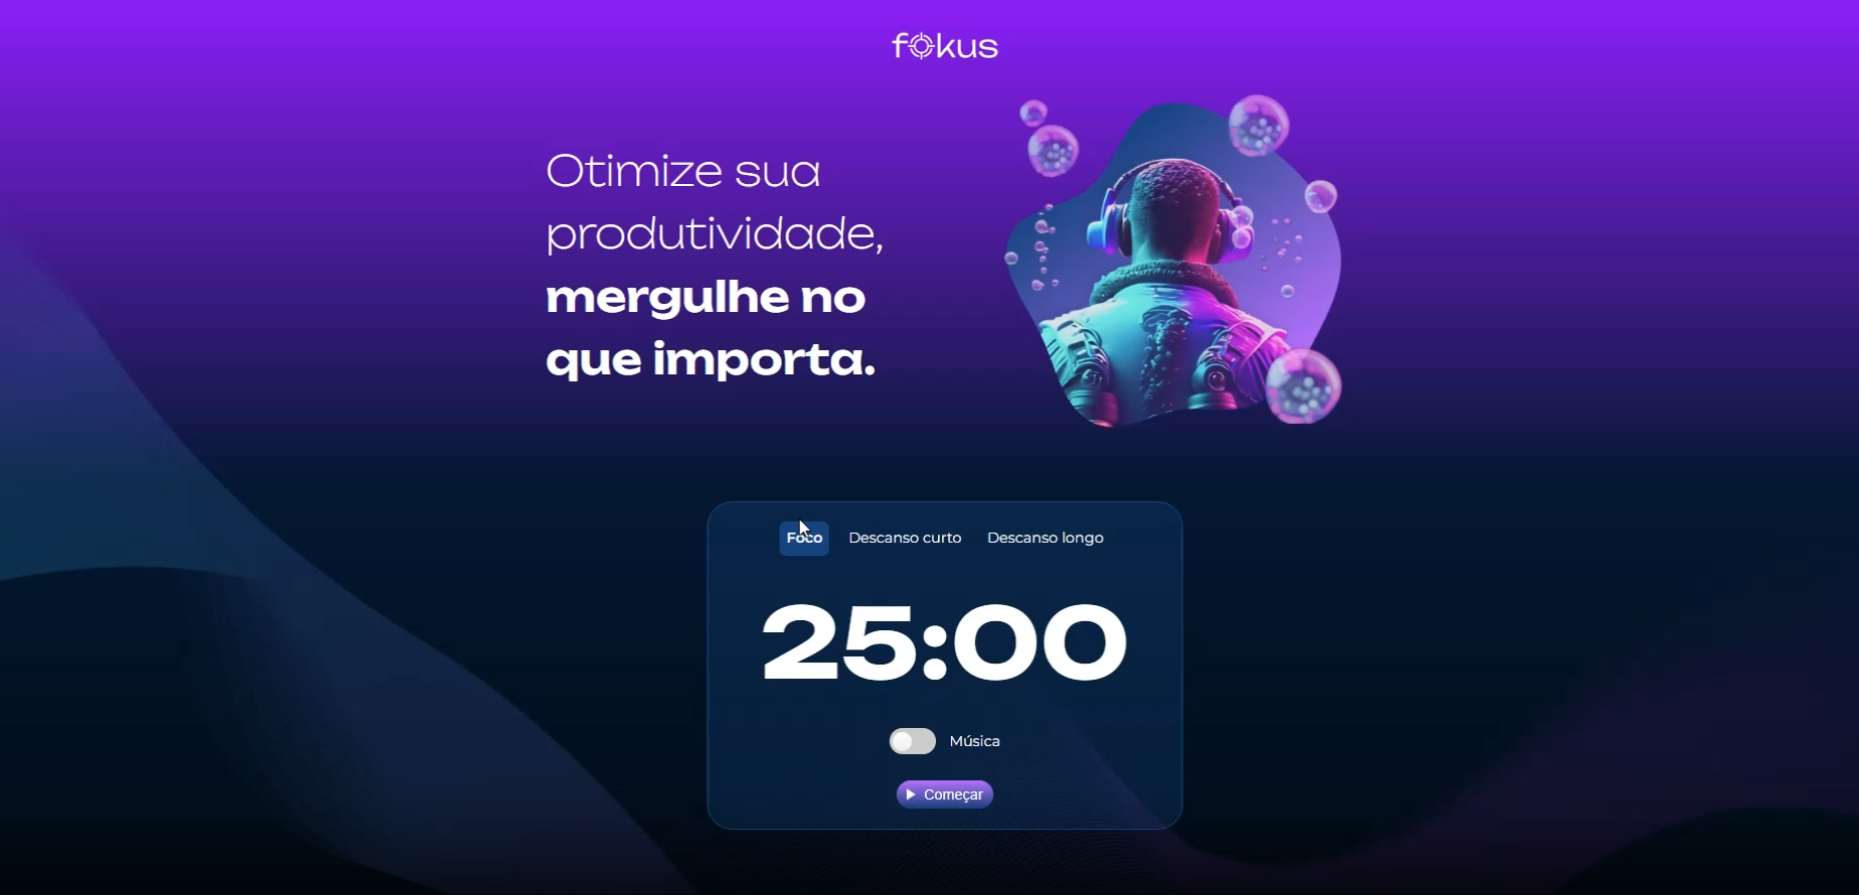 fokus
Otimize sua
produtividade,
mergulhe no
que importa.
Foco Descanso curto Descanso longo
25:00
Música
Começar